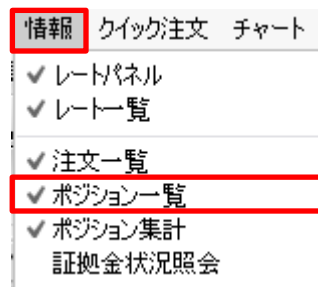 情報 クイック注文 チャート
✓ レートパネル
✓ レート一覧
✓ 注文一覧
✓ ポジション一覧
✓ ポジション集計
証拠金状況照会